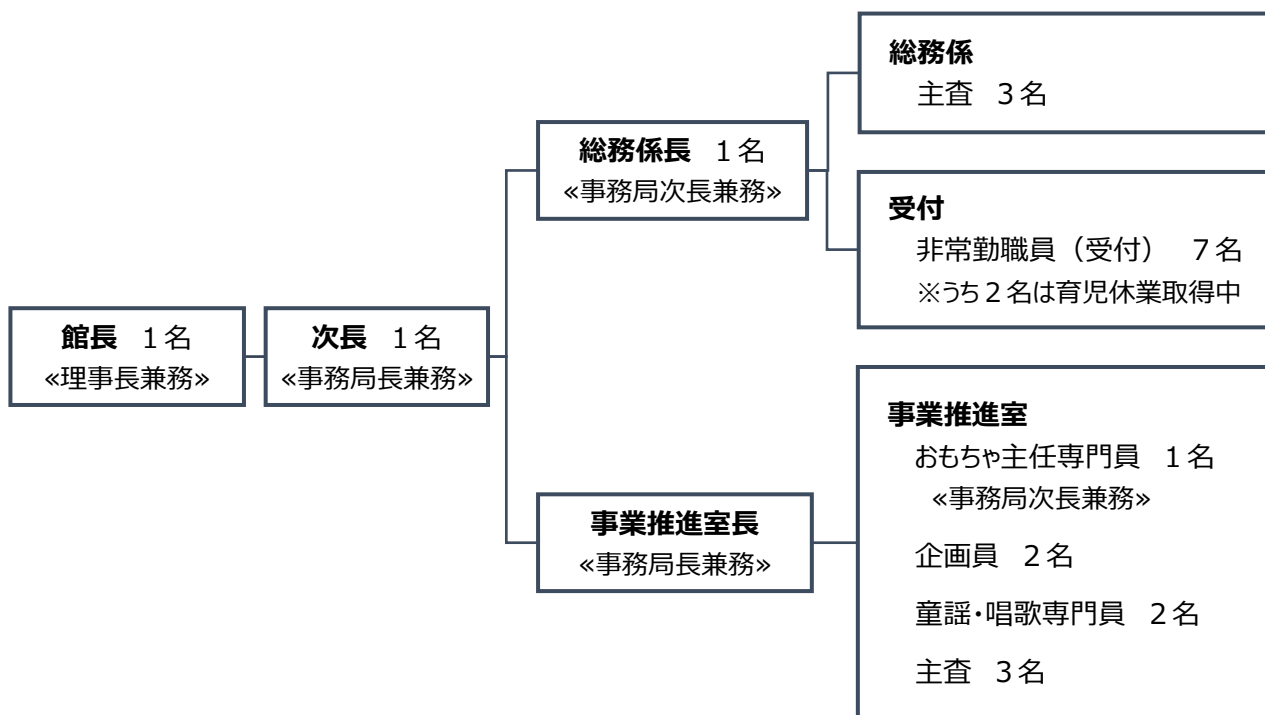 総務係
主査 3名
総務係長 1名
«事務局次長兼務»
受付
非常勤職員（受付） 7名
※うち2名は育児休業取得中
館長 1名
«理事長兼務»
次長 1名
«事務局長兼務»
事業推進室
おもちゃ主任専門員 1名
«事務局次長兼務»
事業推進室長
«事務局長兼務»
企画員 2名
童謡・唱歌専門員 2名
主査 3名